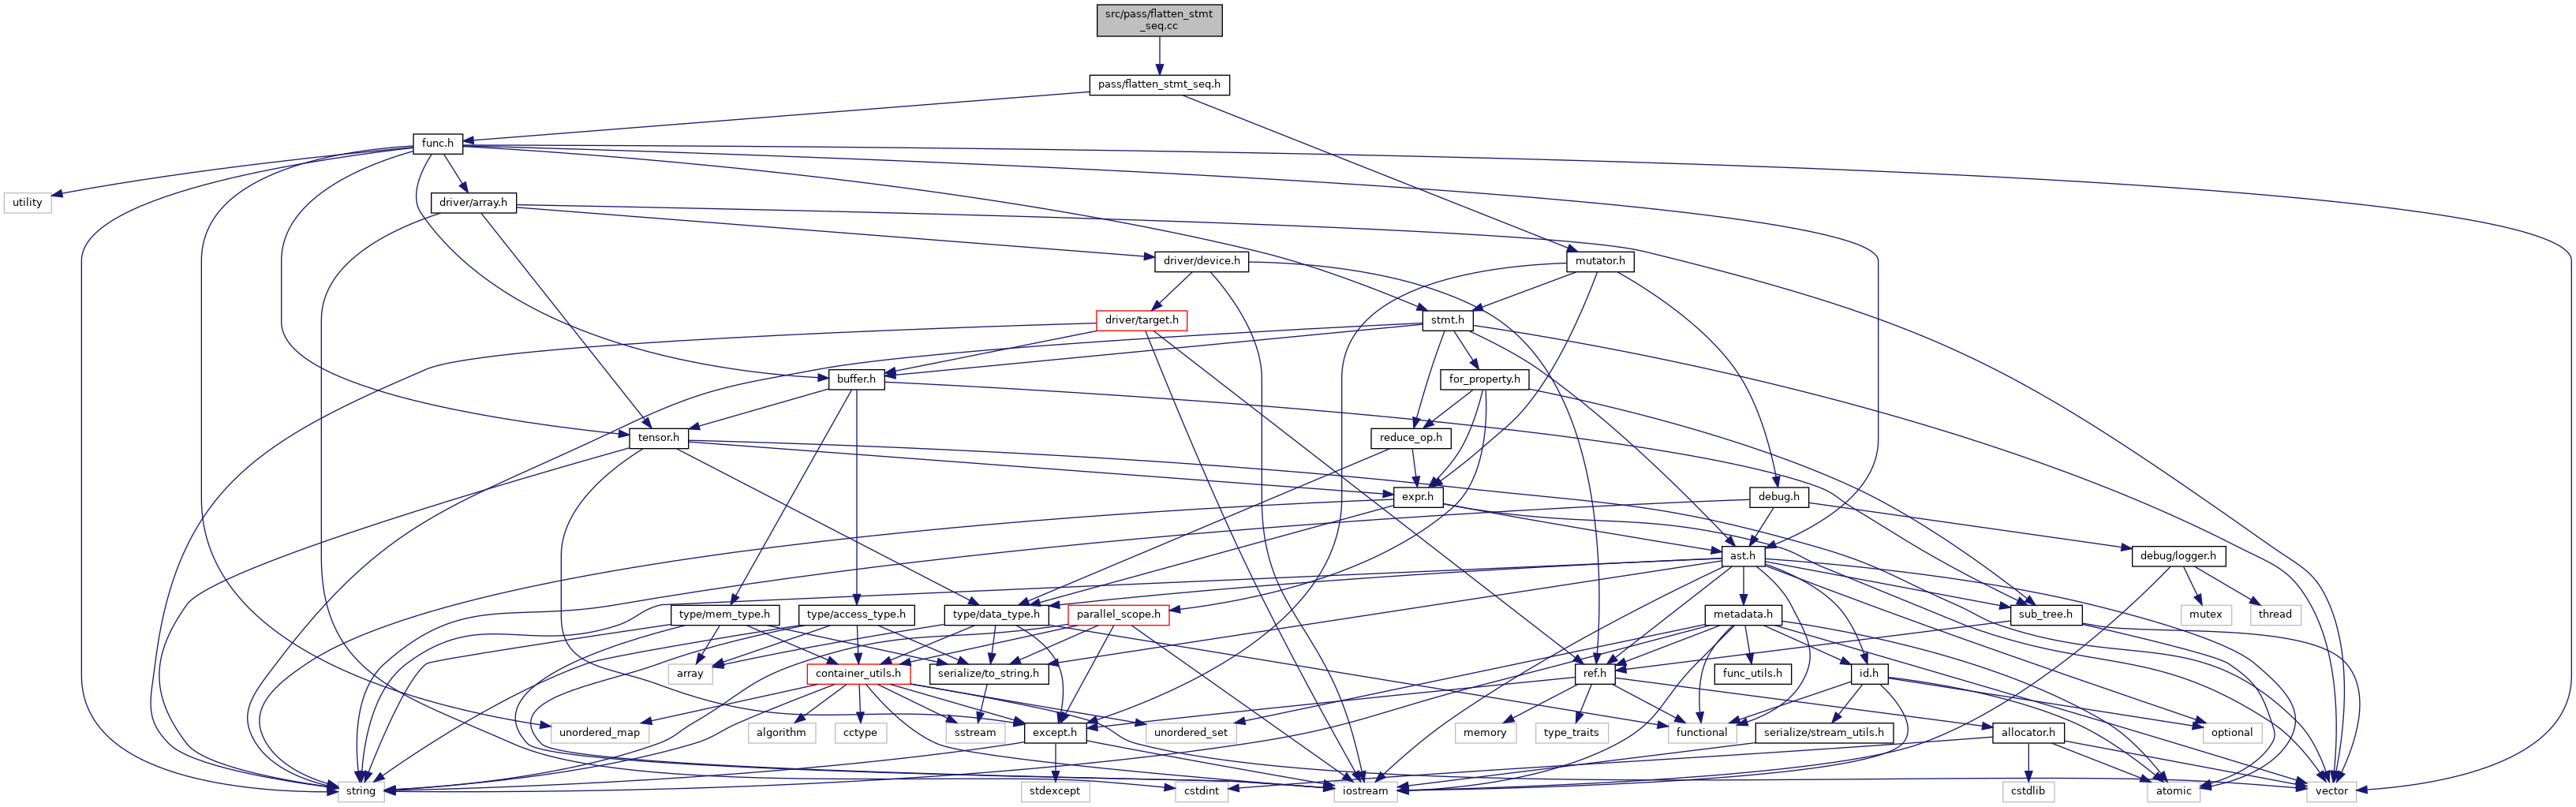 src/pass/flatten_stmt
_seq.cc
pass/flatten_stmt_seq.h
func.h
utility
driver/array.h
driver/device.h
mutator.h
driver/target.h
stmt.h
buffer.h
for_property.h
tensor.h
reduce_op.h
expr.h
debug.h
ast.h
debug/logger.h
type/mem_type.h
type/access_type.h
type/data_type.h
parallel_scope.h
metadata.h
sub_tree.h
mutex
thread
array
container_utils.h
serialize/to_string.h
ref.h
func_utils.h
id.h
unordered_map
algorithm
cctype
sstream
except.h
unordered_set
memory
type_traits
functional
serialize/stream_utils.h
allocator.h
optional
string
stdexcept
cstdint
iostream
cstdlib
atomic
vector